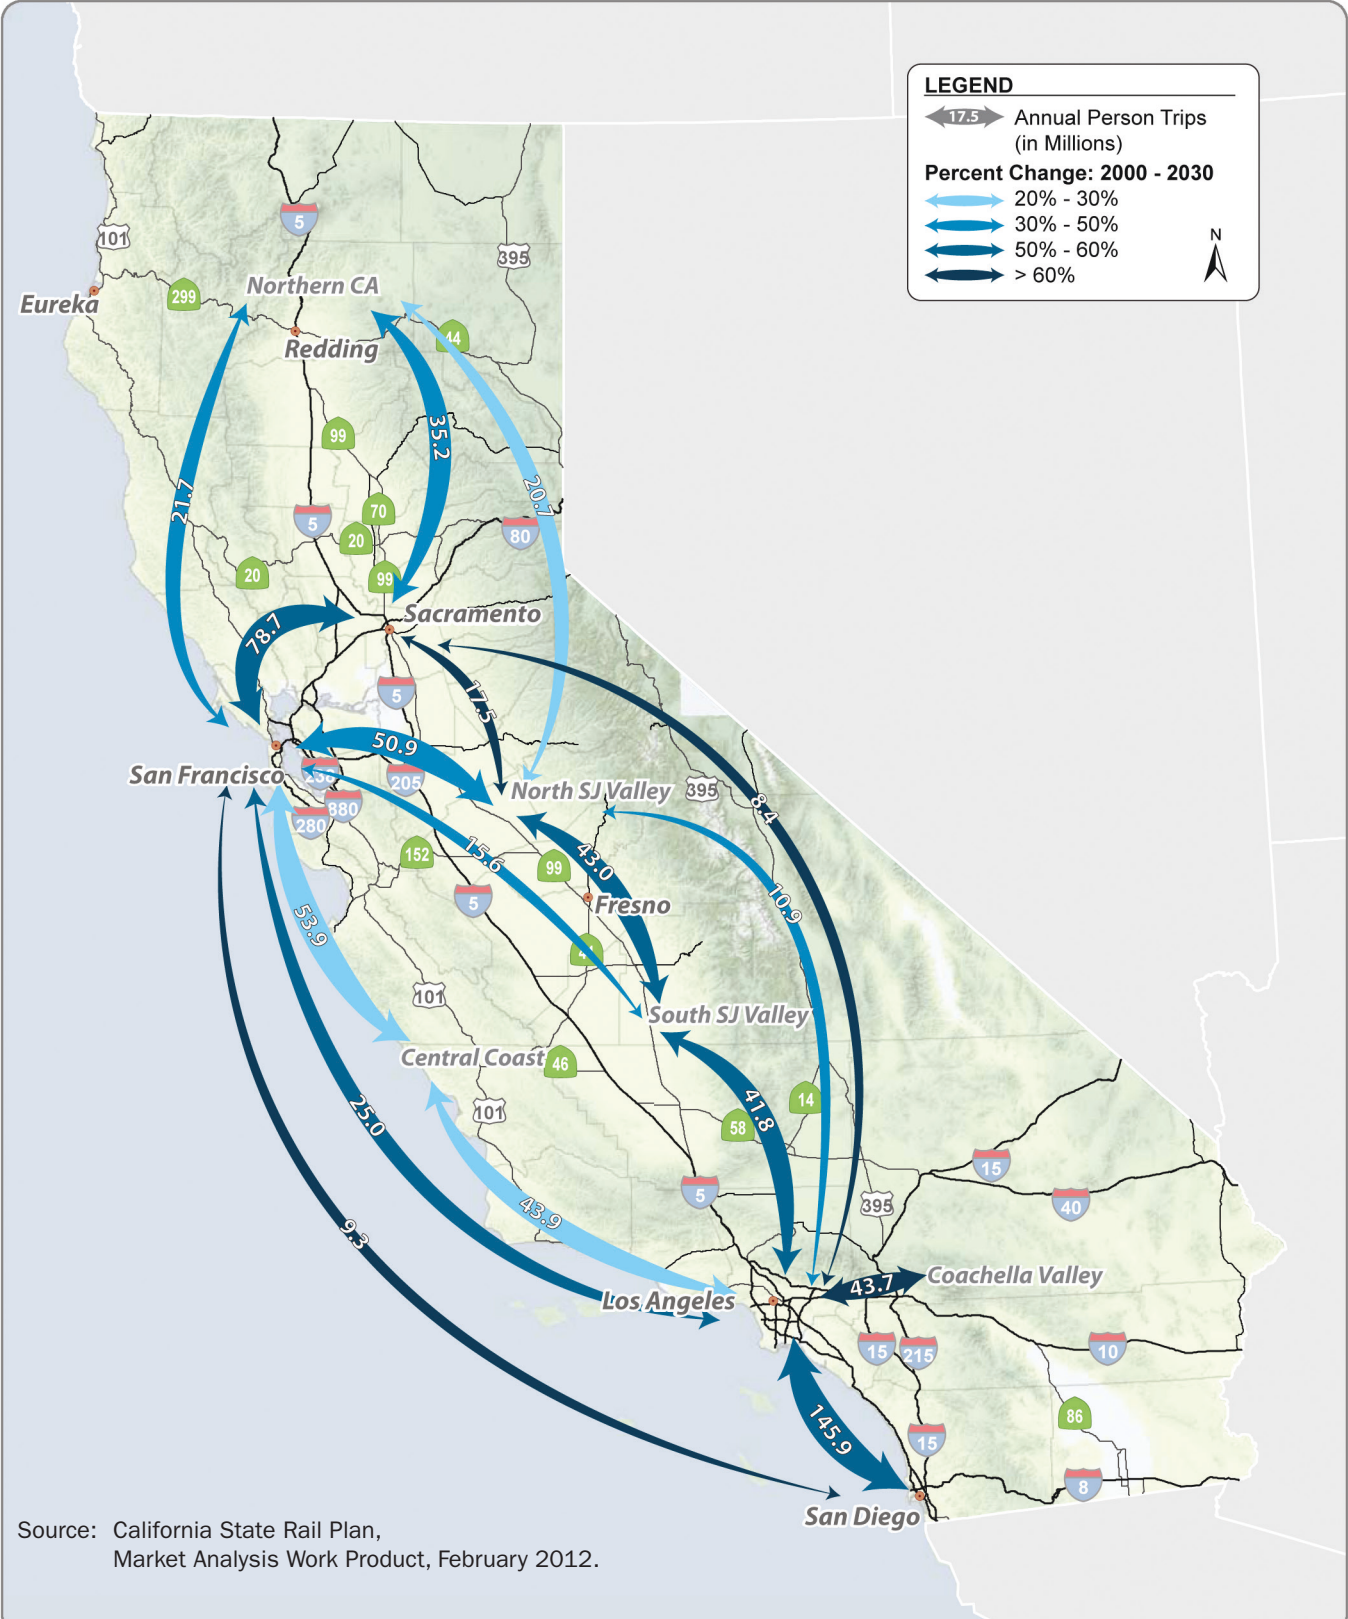 LEGEND
17.5 Annual Person Trips
(in Millions)
Percent Change: 2000 - 2030
20% - 30%
30% - 50%
50% - 60%
> 60%
N
5
101
395
Northern CA
299
Eureka
44
Redding
35.2
99
20.7
21.7
70
5
80
20
20
99
Sacramento
78.7
5
17.5
50.9
San Francisco
238
205
North SJ Valley
395
8.4
880
280
152
15.6
43.0
99
10.9
5
Fresno
53.9
41
101
South SJ Valley
Central Coast
46
14
25.0
101
41.8
58
15
5
40
395
43.9
9.3
Coachella Valley
43.7
Los Angeles
15
215
10
86
145.9
15
8
San Diego
Source: California State Rail Plan,
Market Analysis Work Product, February 2012.